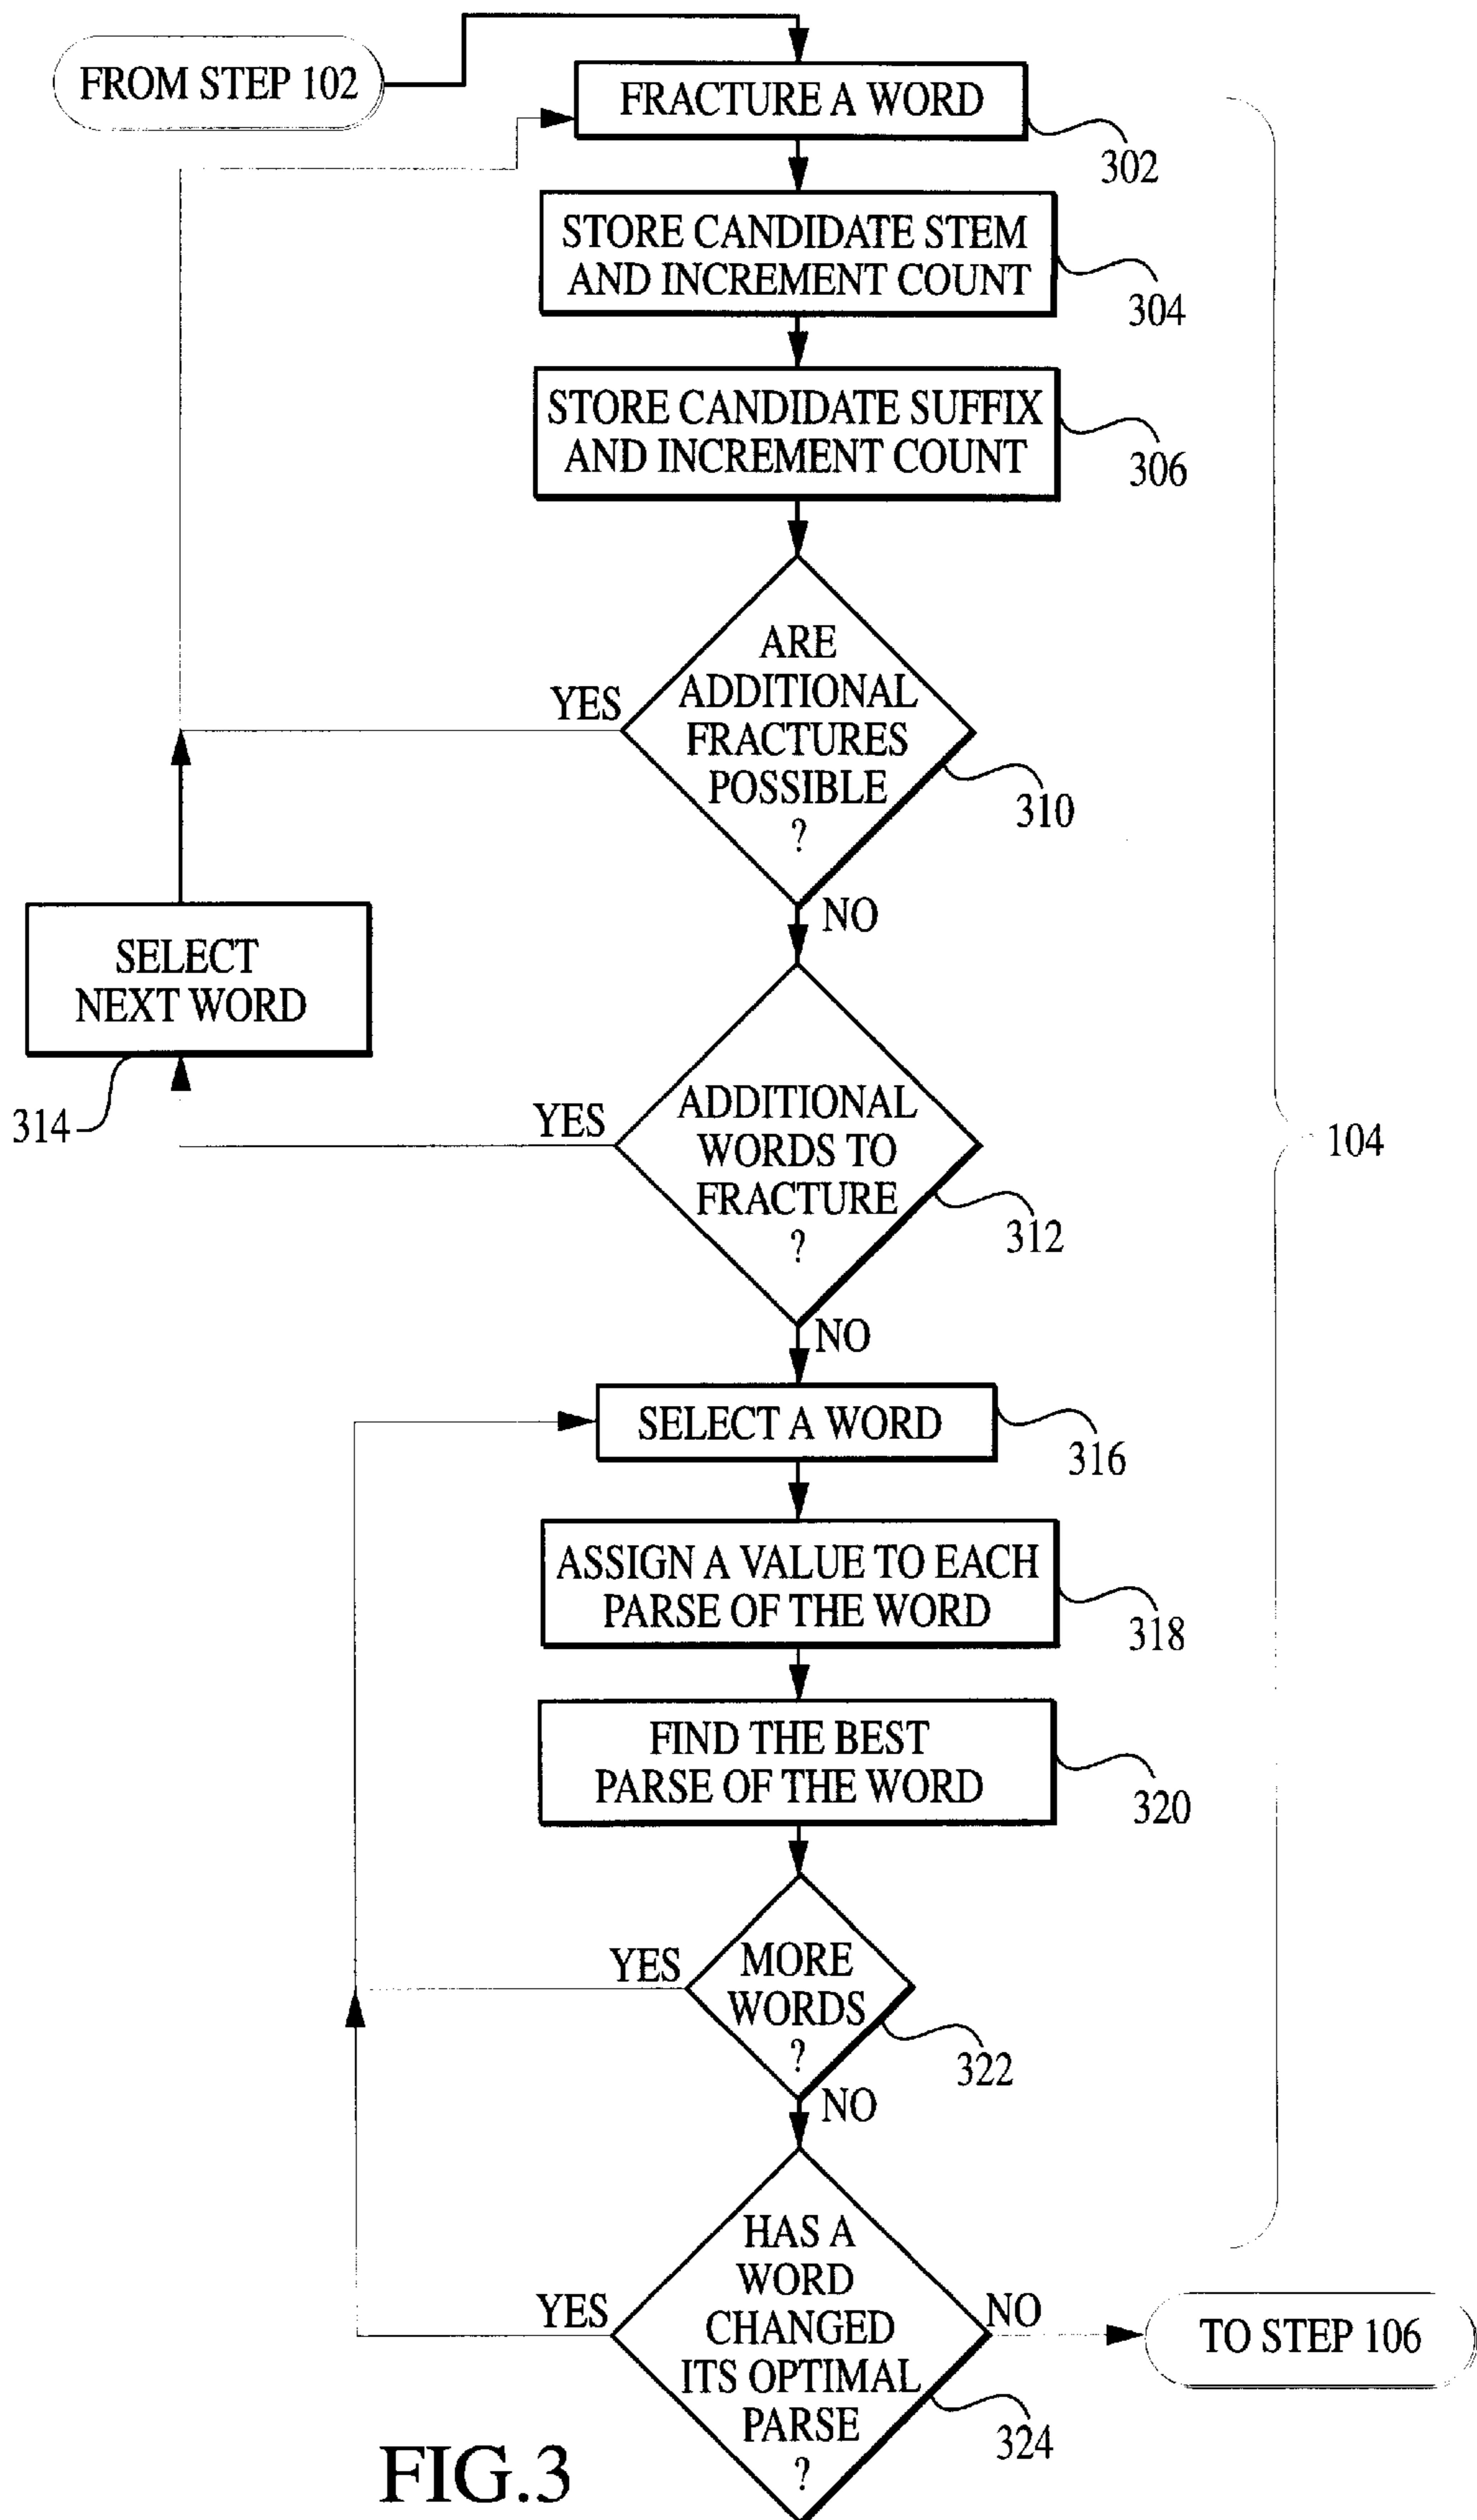 FROM STEP 102
FRACTURE A WORD
302
STORE CANDIDATE STEM
AND INCREMENT COUNT
304
STORE CANDIDATE SUFFIX
AND INCREMENT COUNT
306
ARE
ADDITIONAL
FRACTURES
POSSIBLE
?
YES
310
NO
SELECT
NEXT WORD
314
ADDITIONAL
WORDS TO
FRACTURE
?
YES
312
104
NO
SELECT A WORD
316
ASSIGN A VALUE TO EACH
PARSE OF THE WORD
318
FIND THE BEST
PARSE OF THE WORD
320
MORE
WORDS
?
YES
322
NO
HAS A
WORD
CHANGED
ITS OPTIMAL
PARSE
?
YES
NO
324
TO STEP 106
FIG.3